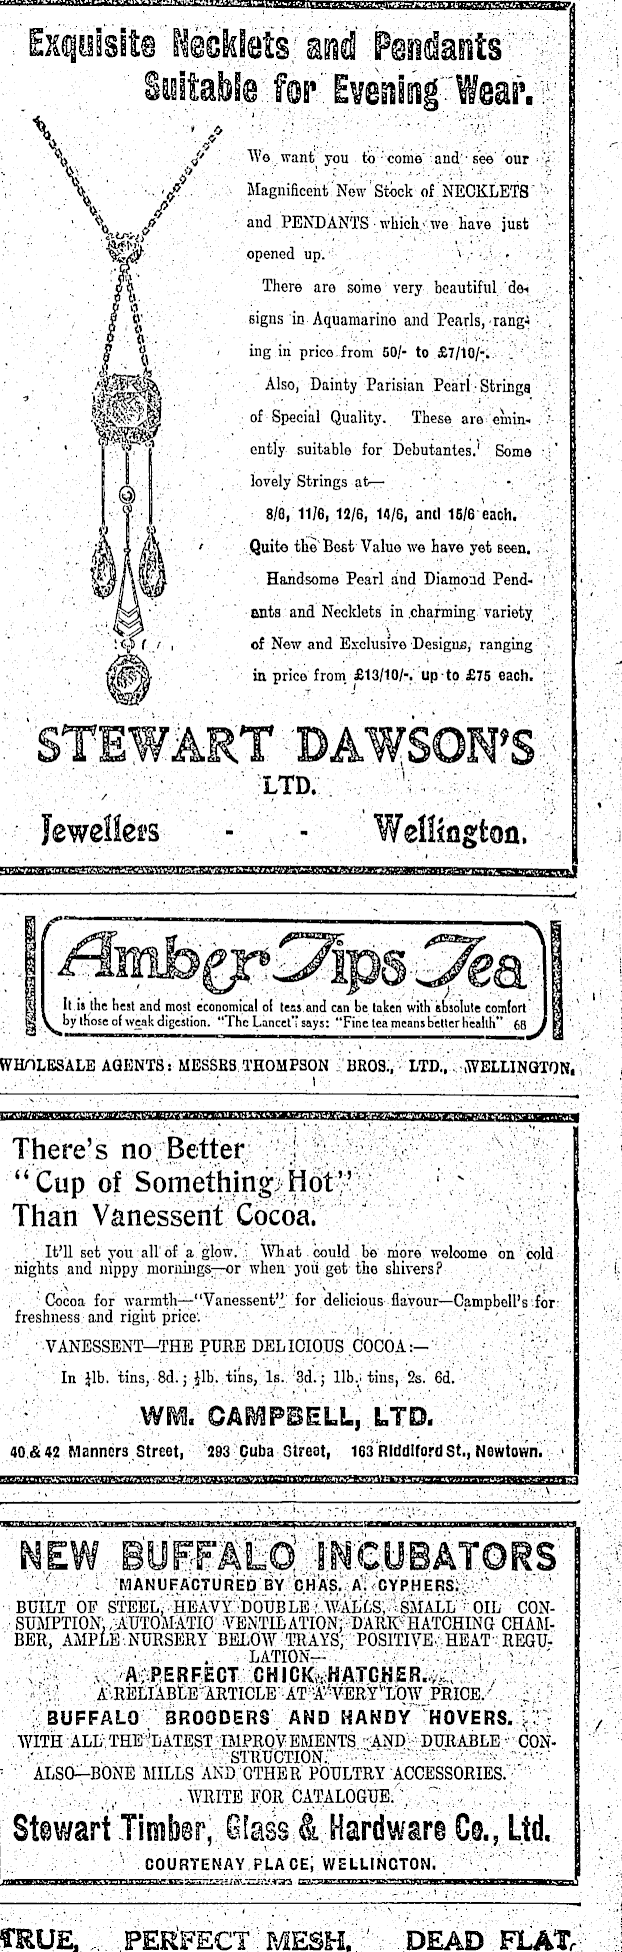 Exquisite Necklets and Pendants
Suitable for Evening Wear.
We want you to come and see our
Magnificent New Stock of NECKLETS
and PENDANTS which we have just
opened up.
There are some very beautiful de-
signs in Aquamarine and Pearls, rang-
ing in price from 50/- to £7/10/-.
Also, Dainty Parisian Pearl Strings
of Special Quality. These are emin-
ently suitable for Debutantes. Some
lovely Strings at—
8/6, 11/6, 12/6, 14/6, and 15/6 each.
Quite the Best Value we have yet seen.
Handsome Pearl and Diamond Pend-
ants and Necklets in charming variety
of New and Exclusive Designs, ranging
in price from £13/10/-. up to £75 each.
STEWART DAWSON'S
LTD.
Jewellers - - Wellington.
Amber Tips Tea
It is the best and most economical of teas and can be taken with absolute comfort
by those of weak digestion. "The Lancet" says: "Fine tea means better health" 68
WHOLESALE AGENTS: MESSRS THOMPSON BROS., LTD., WELLINGTON.
There's no Better
"Cup of Something Hot"
Than Vanessent Cocoa.
It'll set you all of a glow. What could be more welcome on cold
nights and nippy mornings—or when you get the shivers?
Cocoa for warmth—"Vanessent" for delicious flavour—Campbell's for
freshness and right price.
VANESSENT—THE PURE DELICIOUS COCOA:—
In ¼lb. tins, 8d.; ½lb. tins, 1s. 3d.; 1lb. tins, 2s. 6d.
WM. CAMPBELL, LTD.
40 & 42 Manners Street, 293 Cuba Street, 163 Riddiford St., Newtown.
NEW BUFFALO INCUBATORS
MANUFACTURED BY CHAS. A. CYPHERS.
BUILT OF STEEL, HEAVY DOUBLE WALLS, SMALL OIL CON-
SUMPTION, AUTOMATIC VENTILATION, DARK HATCHING CHAM-
BER, AMPLE NURSERY BELOW TRAYS, POSITIVE HEAT REGU-
LATION—
A PERFECT CHICK HATCHER.
A RELIABLE ARTICLE AT A VERY LOW PRICE.
BUFFALO BROODERS AND HANDY HOVERS.
WITH ALL THE LATEST IMPROVEMENTS AND DURABLE CON-
STRUCTION.
ALSO—BONE MILLS AND OTHER POULTRY ACCESSORIES.
WRITE FOR CATALOGUE.
Stewart Timber, Glass & Hardware Co., Ltd.
COURTENAY PLACE, WELLINGTON.
TRUE, PERFECT MESH, DEAD FLAT.